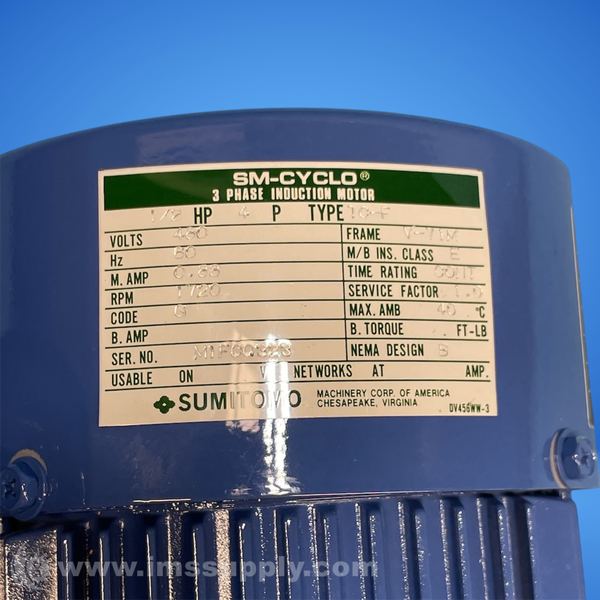 SM-CYCLO®
3 PHASE INDUCTION MOTOR
1/2 HP 4 P TYPE
VOLTS 460 FRAME V-71M
Hz 60 M/B INS. CLASS E
M. AMP TIME RATING CONT
RPM 1720 SERVICE FACTOR 1.0
CODE MAX. AMB 40 °C
B. AMP B. TORQUE FT-LB
SER. NO. NEMA DESIGN B
USABLE ON V NETWORKS AT AMP.
SUMITOMO MACHINERY CORP. OF AMERICA
CHESAPEAKE, VIRGINIA
DV456WW-3
www.imssupply.com